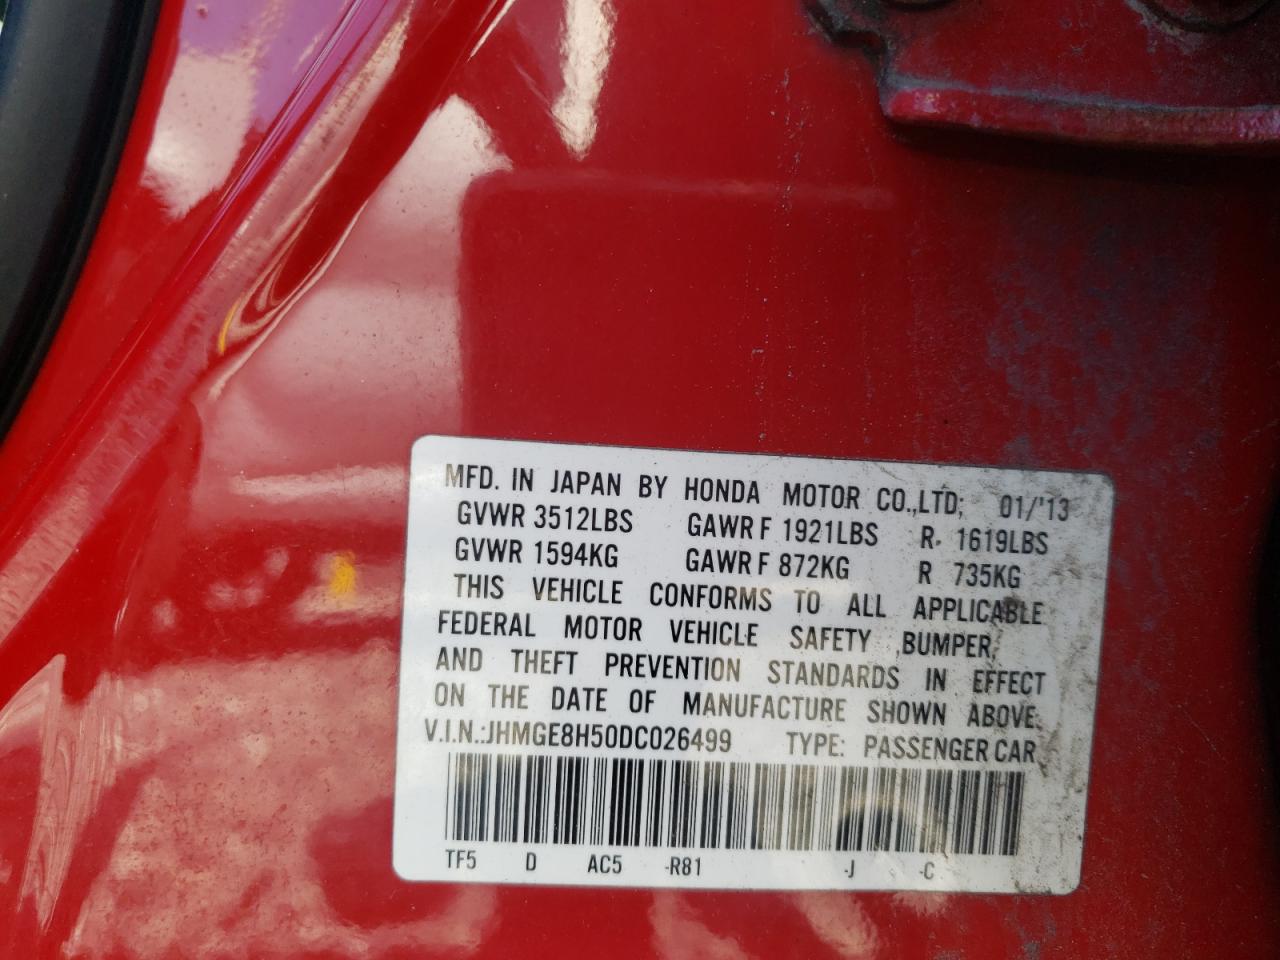 MFD. IN JAPAN BY HONDA MOTOR CO.,LTD; 01/'13
GVWR 3512LBS GAWR F 1921LBS R 1619LBS
GVWR 1594KG GAWR F 872KG R 735KG
THIS VEHICLE CONFORMS TO ALL APPLICABLE
FEDERAL MOTOR VEHICLE SAFETY ,BUMPER,
AND THEFT PREVENTION STANDARDS IN EFFECT
ON THE DATE OF MANUFACTURE SHOWN ABOVE.
V.I.N.:JHMGE8H50DC026499 TYPE: PASSENGER CAR
TF5 D AC5 -R81 -J -C